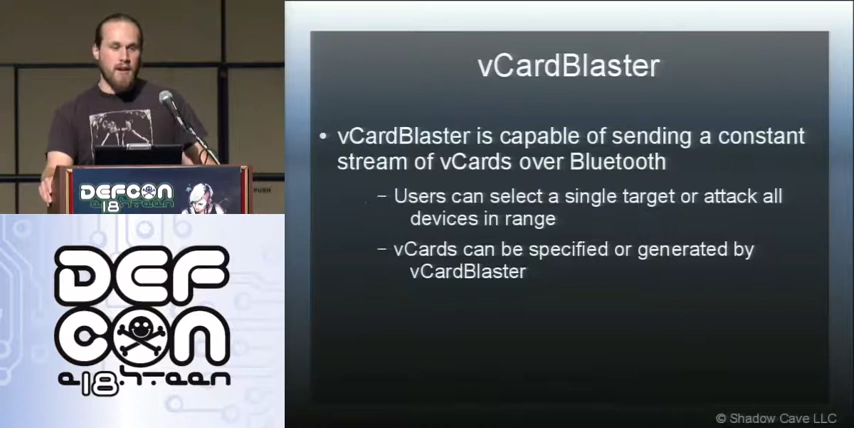 vCardBlaster
• vCardBlaster is capable of sending a constant
stream of vCards over Bluetooth
– Users can select a single target or attack all
devices in range
– vCards can be specified or generated by
vCardBlaster
© Shadow Cave LLC
DEFCON
18
PUSH
DEF
CON
e18hteen